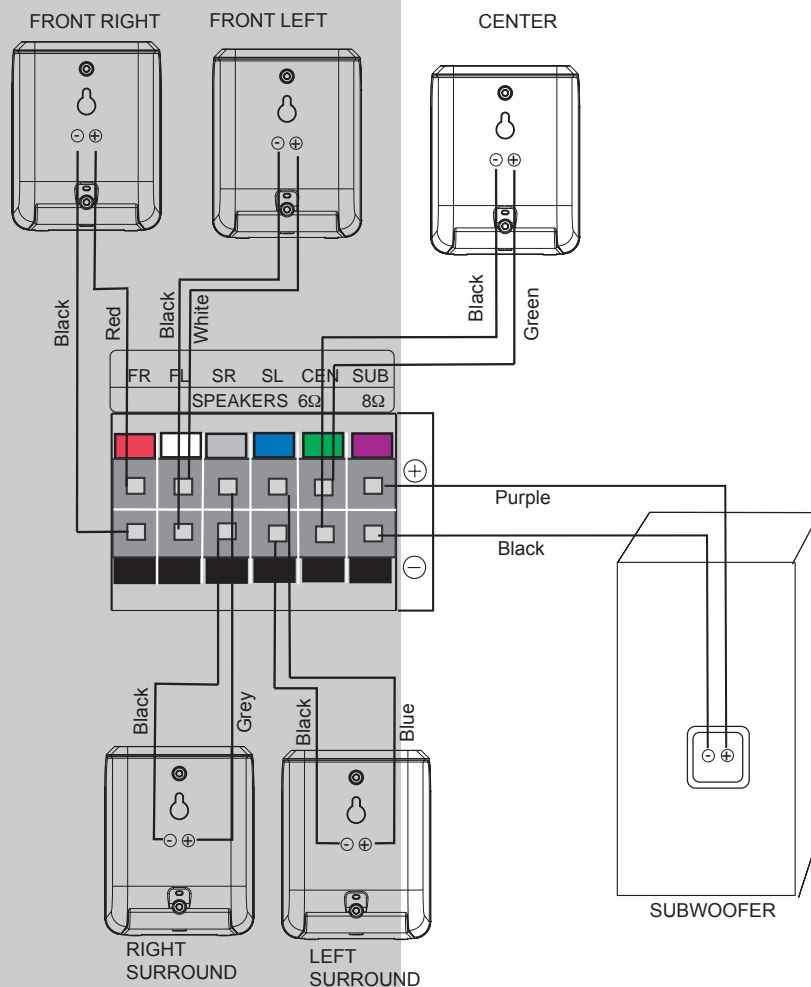 FRONT RIGHT
FRONT LEFT
CENTER
- +
- +
- +
Black
Red
Black
White
Black
Green
FR FL SR SL CEN SUB
SPEAKERS 6Ω 8Ω
+
Purple
Black
−
Black
Grey
Black
Blue
- +
- +
- +
SUBWOOFER
RIGHT
SURROUND
LEFT
SURROUND